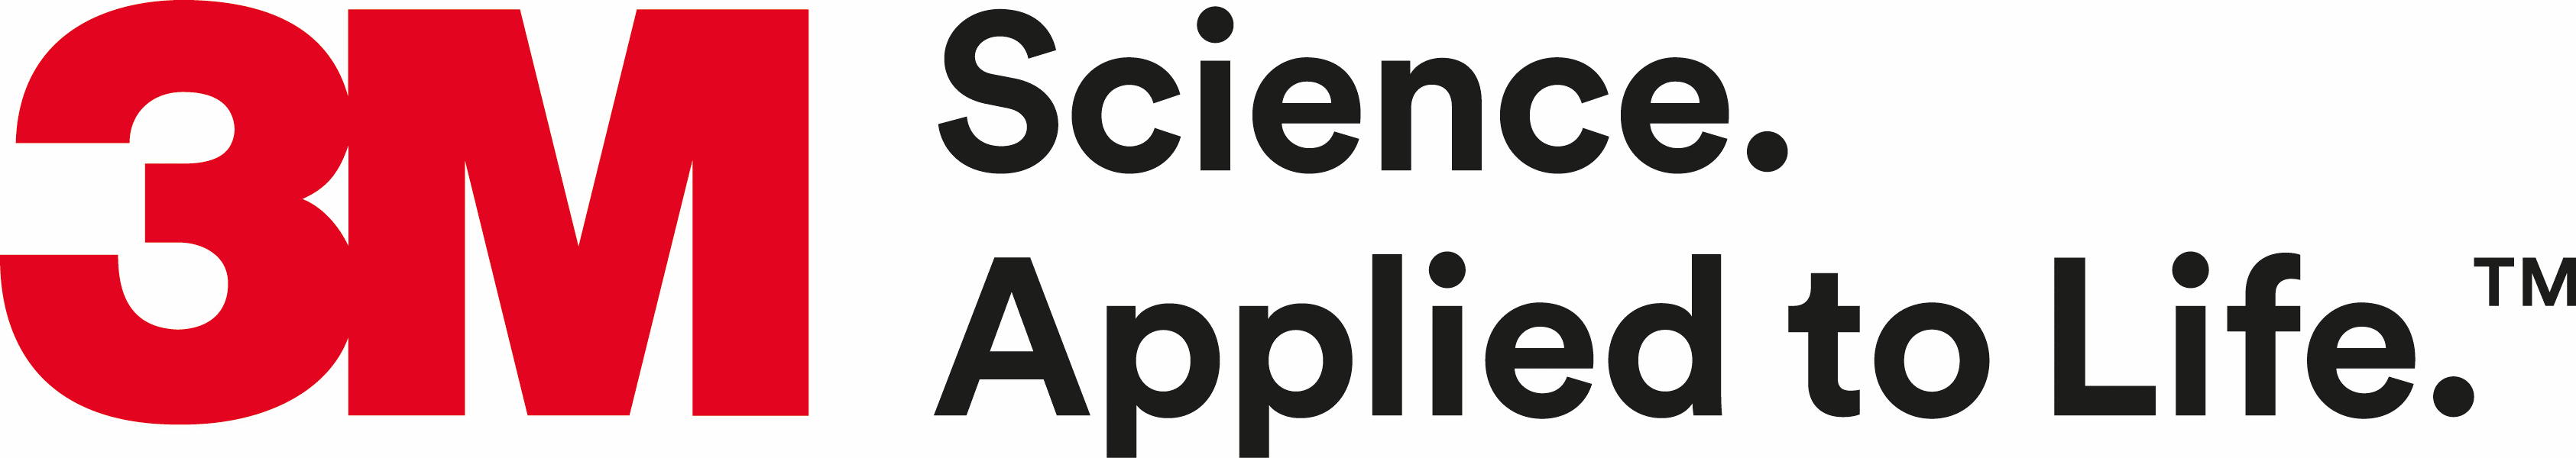 3M
Science.
Applied to Life.™